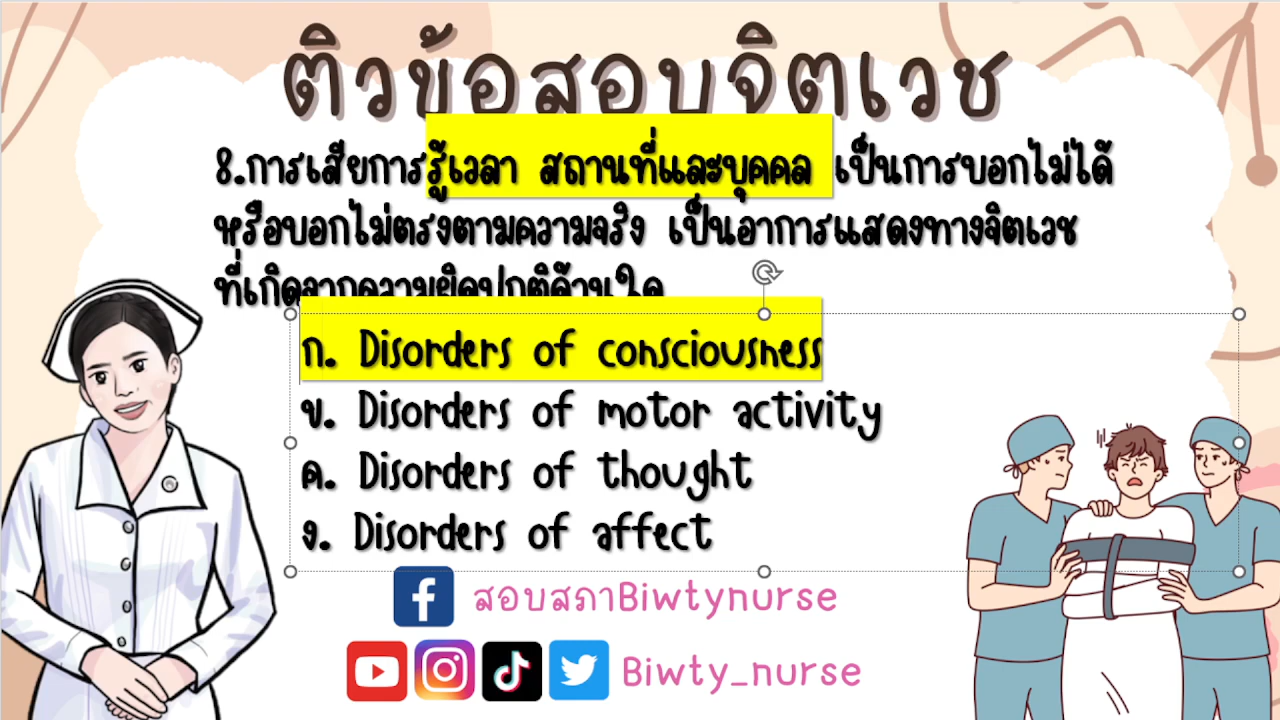 ติวข้อสอบจิตเวช
8.การเสียการรู้เวลา สถานที่และบุคคล เป็นการบอกไม่ได้
หรือบอกไม่ตรงตามความจริง เป็นอาการแสดงทางจิตเวช
ที่เกิดจากความผิดปกติด้านใด
ก. Disorders of consciousness
ข. Disorders of motor activity
ค. Disorders of thought
ง. Disorders of affect
สอบสภาBiwtynurse
Biwty_nurse